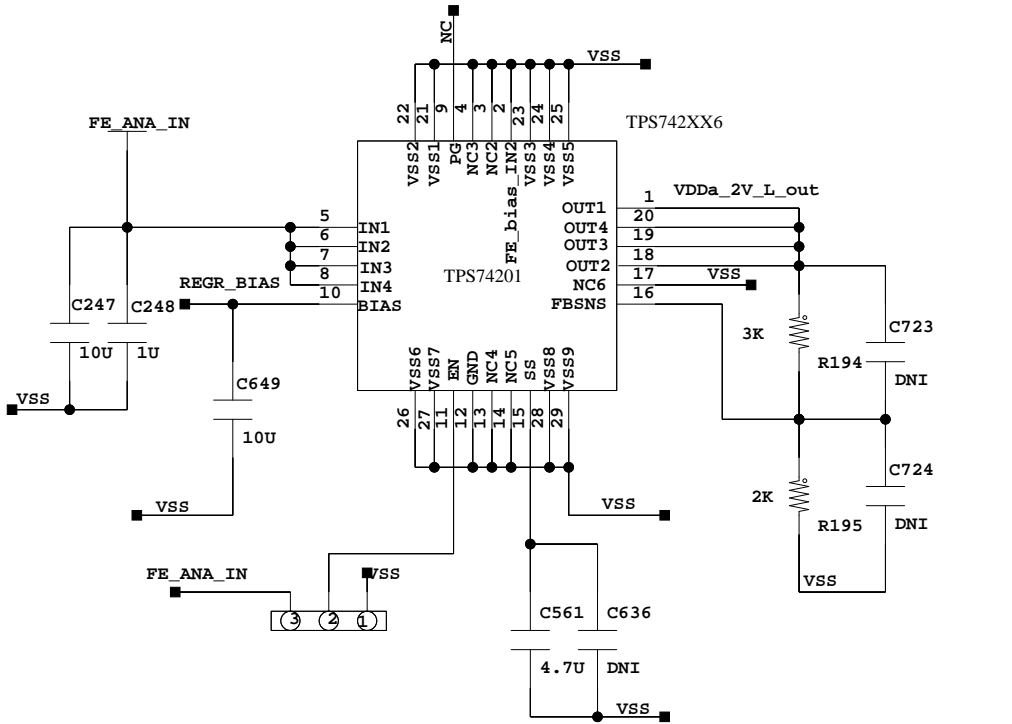 NC
VSS
22
21
9
4
3
2
23
24
25
TPS742XX6
FE_ANA_IN
VSS2
VSS1
PG
NC3
NC2
FE_bias_IN2
VSS3
VSS4
VSS5
1
VDDa_2V_L_out
OUT1
20
5
IN1
OUT4
19
6
IN2
OUT3
18
7
IN3
TPS74201
OUT2
17
VSS
8
IN4
NC6
16
REGR_BIAS
10
BIAS
FBSNS
C247
C248
10U
1U
3K
C723
R194
DNI
VSS6
VSS7
EN
GND
NC4
NC5
SS
VSS8
VSS9
C649
10U
VSS
26
27
11
12
13
14
15
28
29
2K
C724
R195
DNI
VSS
VSS
VSS
FE_ANA_IN
VSS
3
2
1
C561
C636
4.7U
DNI
VSS